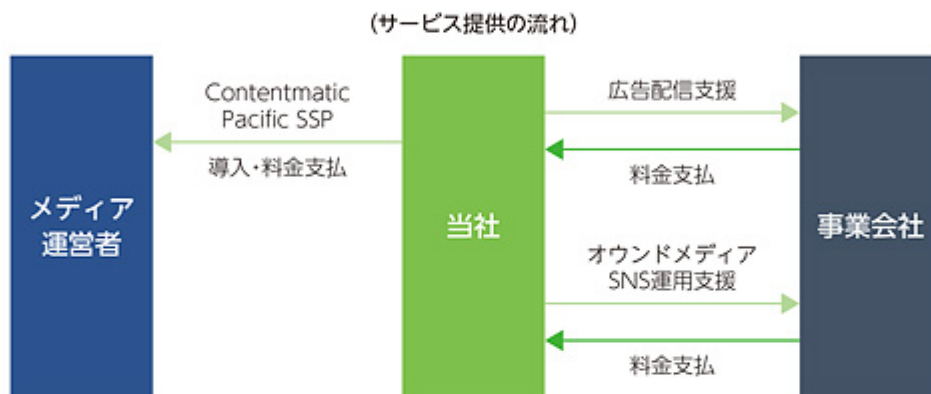 (サービス提供の流れ)
メディア
運営者
Contentmatic
Pacific SSP
導入・料金支払
当社
広告配信支援
料金支払
オウンドメディア
SNS運用支援
料金支払
事業会社